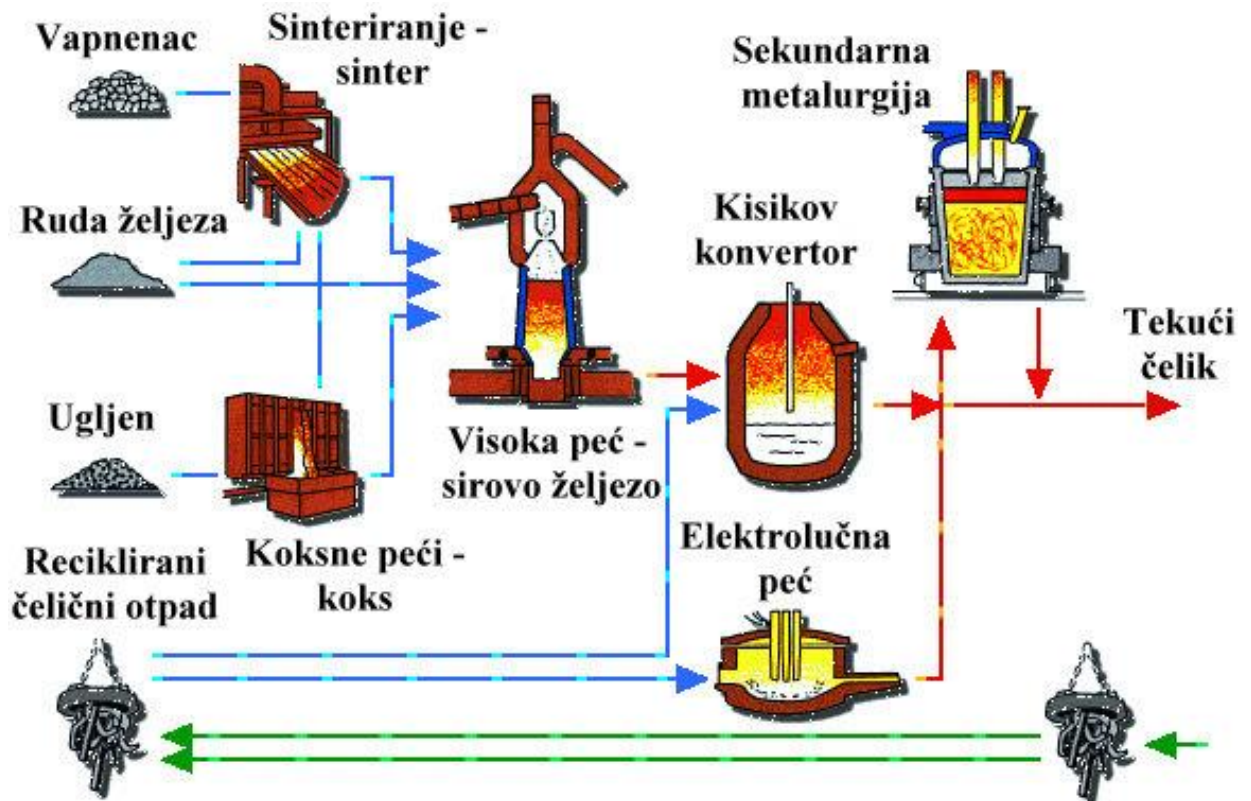 Vapnenac
Sinteriranje -
sinter
Sekundarna
metalurgija
Ruda željeza
Kisikov
konvertor
Tekući
čelik
Ugljen
Visoka peć -
sirovo željezo
Koksne peći -
koks
Elektrolučna
peć
Reciklirani
čelični otpad